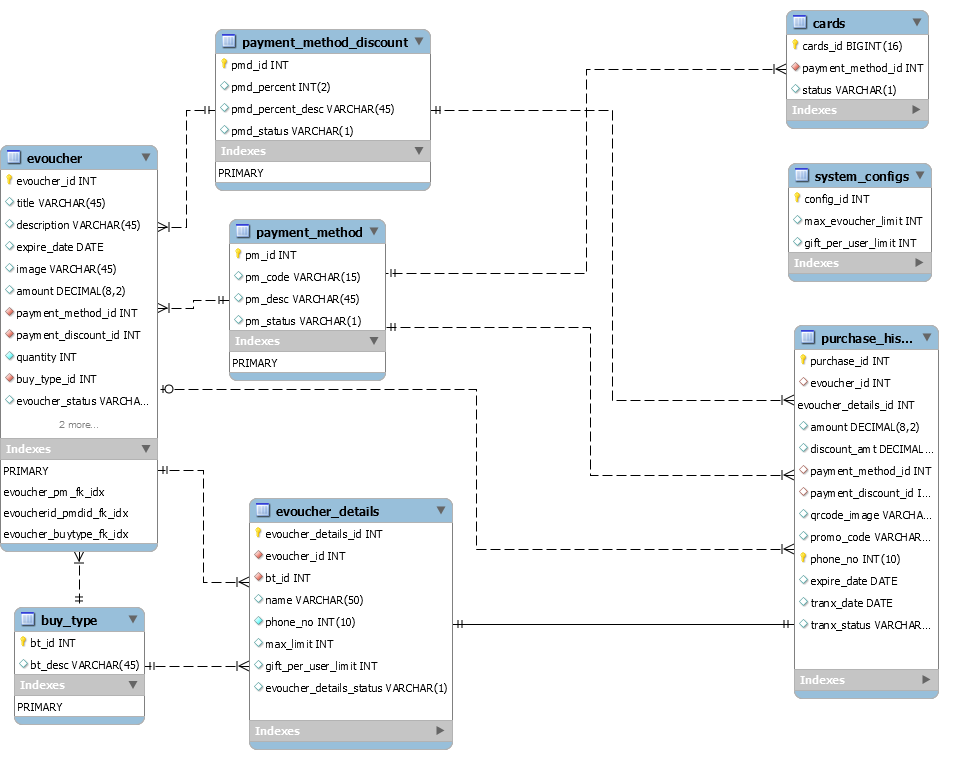 payment_method_discount
pmd_id INT
pmd_percent INT(2)
pmd_percent_desc VARCHAR(45)
pmd_status VARCHAR(1)
Indexes
PRIMARY
cards
cards_id BIGINT(16)
payment_method_id INT
status VARCHAR(1)
Indexes
evoucher
evoucher_id INT
title VARCHAR(45)
description VARCHAR(45)
expire_date DATE
image VARCHAR(45)
amount DECIMAL(8,2)
payment_method_id INT
payment_discount_id INT
quantity INT
buy_type_id INT
evoucher_status VARCHA...
2 more...
Indexes
PRIMARY
evoucher_pm_fk_idx
evoucherid_pmdid_fk_idx
evoucher_buytype_fk_idx
payment_method
pm_id INT
pm_code VARCHAR(15)
pm_desc VARCHAR(45)
pm_status VARCHAR(1)
Indexes
PRIMARY
system_configs
config_id INT
max_evoucher_limit INT
gift_per_user_limit INT
Indexes
purchase_his...
purchase_id INT
evoucher_id INT
evoucher_details_id INT
amount DECIMAL(8,2)
discount_amt DECIMAL...
payment_method_id INT
payment_discount_id I...
qrcode_image VARCHA...
promo_code VARCHAR...
phone_no INT(10)
expire_date DATE
tranx_date DATE
tranx_status VARCHAR...
Indexes
evoucher_details
evoucher_details_id INT
evoucher_id INT
bt_id INT
name VARCHAR(50)
phone_no INT(10)
max_limit INT
gift_per_user_limit INT
evoucher_details_status VARCHAR(1)
Indexes
buy_type
bt_id INT
bt_desc VARCHAR(45)
Indexes
PRIMARY